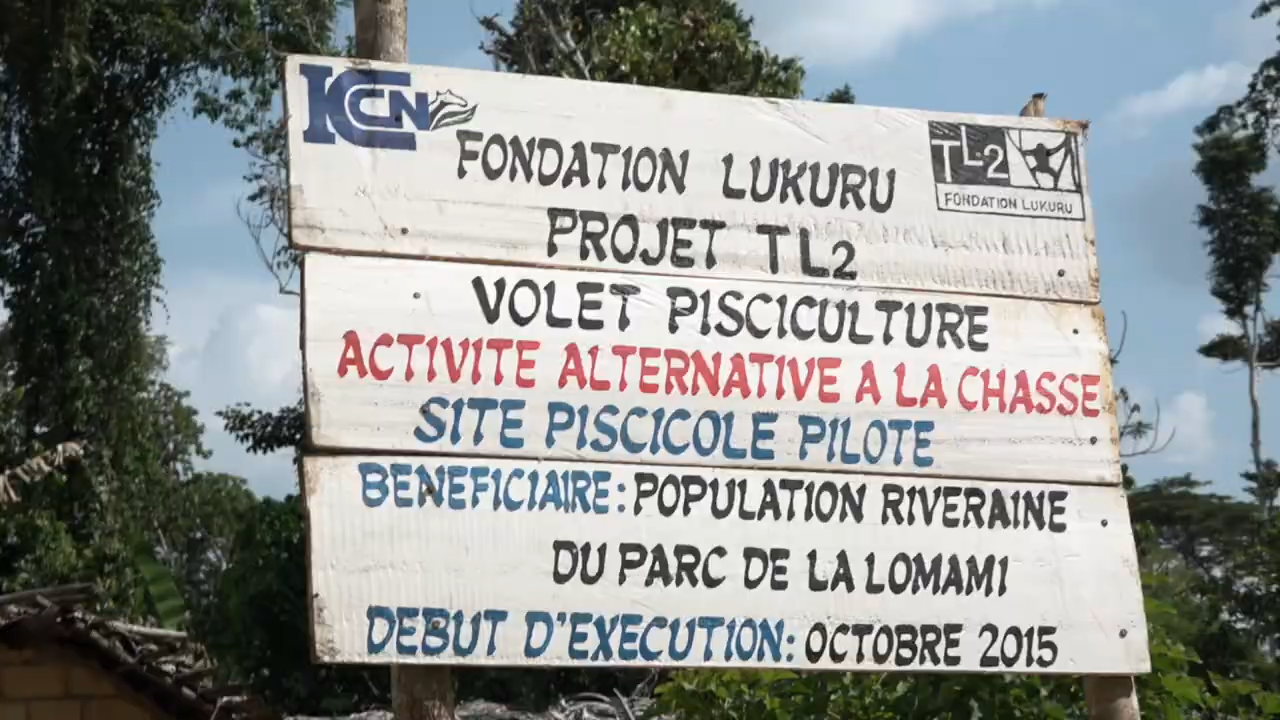 ICCN
FONDATION LUKURU
TL2
FONDATION LUKURU
PROJET TL2
VOLET PISCICULTURE
ACTIVITE ALTERNATIVE A LA CHASSE
SITE PISCICOLE PILOTE
BENEFICIAIRE: POPULATION RIVERAINE
DU PARC DE LA LOMAMI
DEBUT D'EXECUTION: OCTOBRE 2015